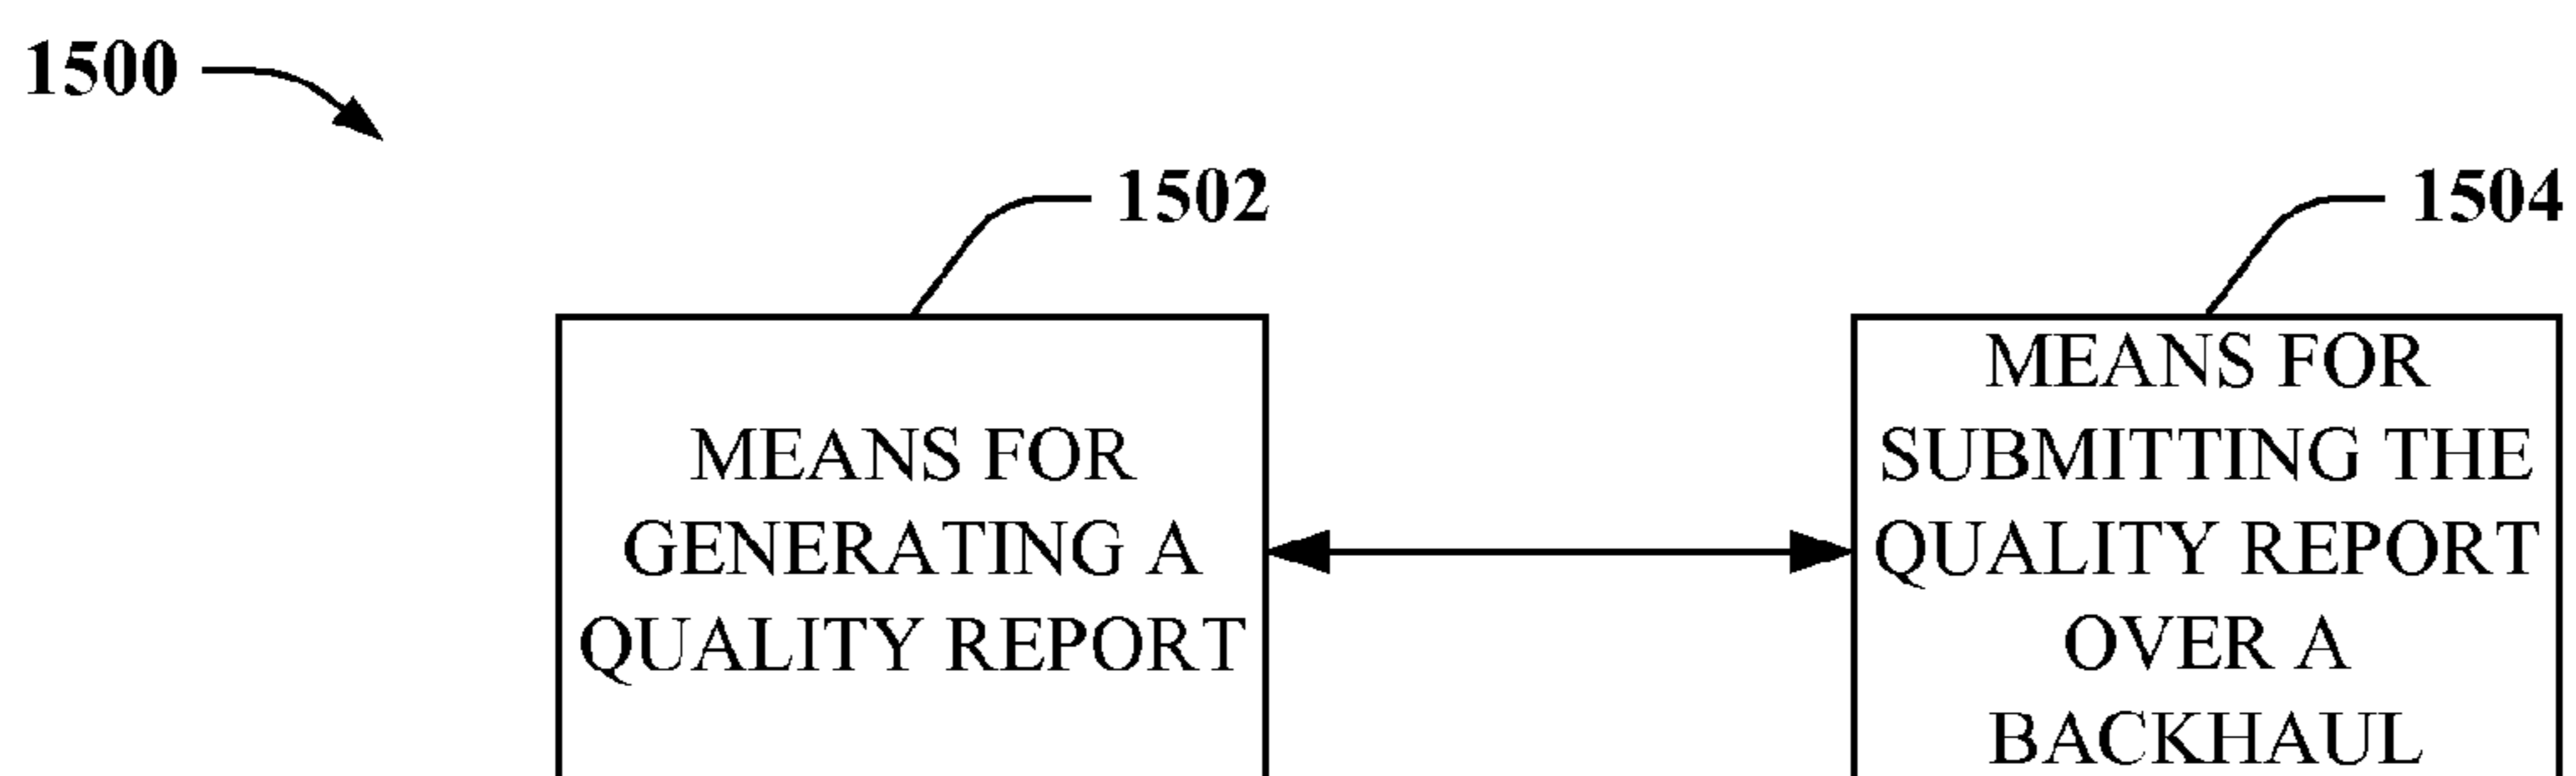 1500
1502
1504
MEANS FOR
GENERATING A
QUALITY REPORT
MEANS FOR
SUBMITTING THE
QUALITY REPORT
OVER A
BACKHAUL